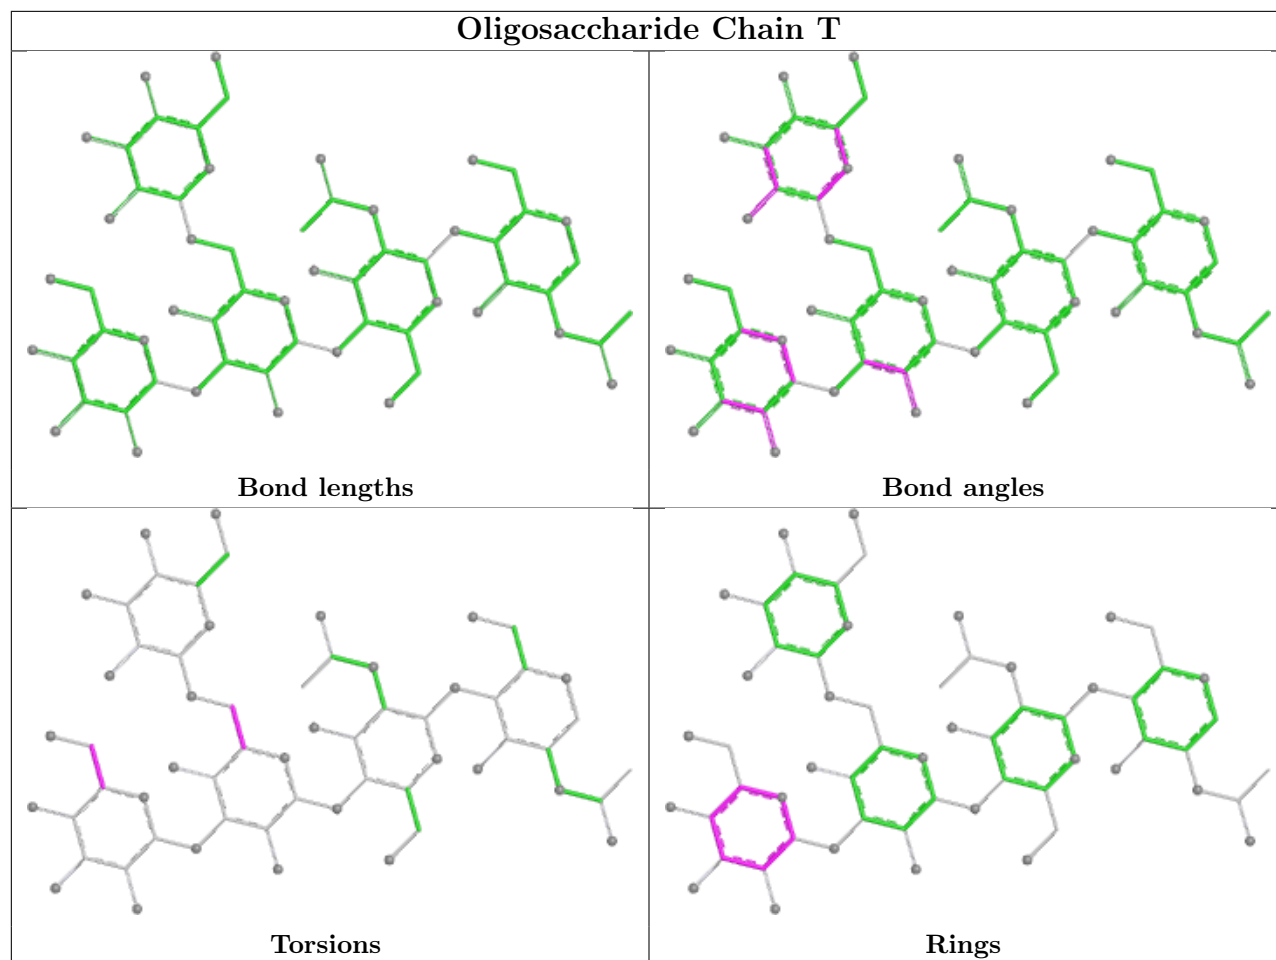 Oligosaccharide Chain T
Bond lengths
Bond angles
Torsions
Rings